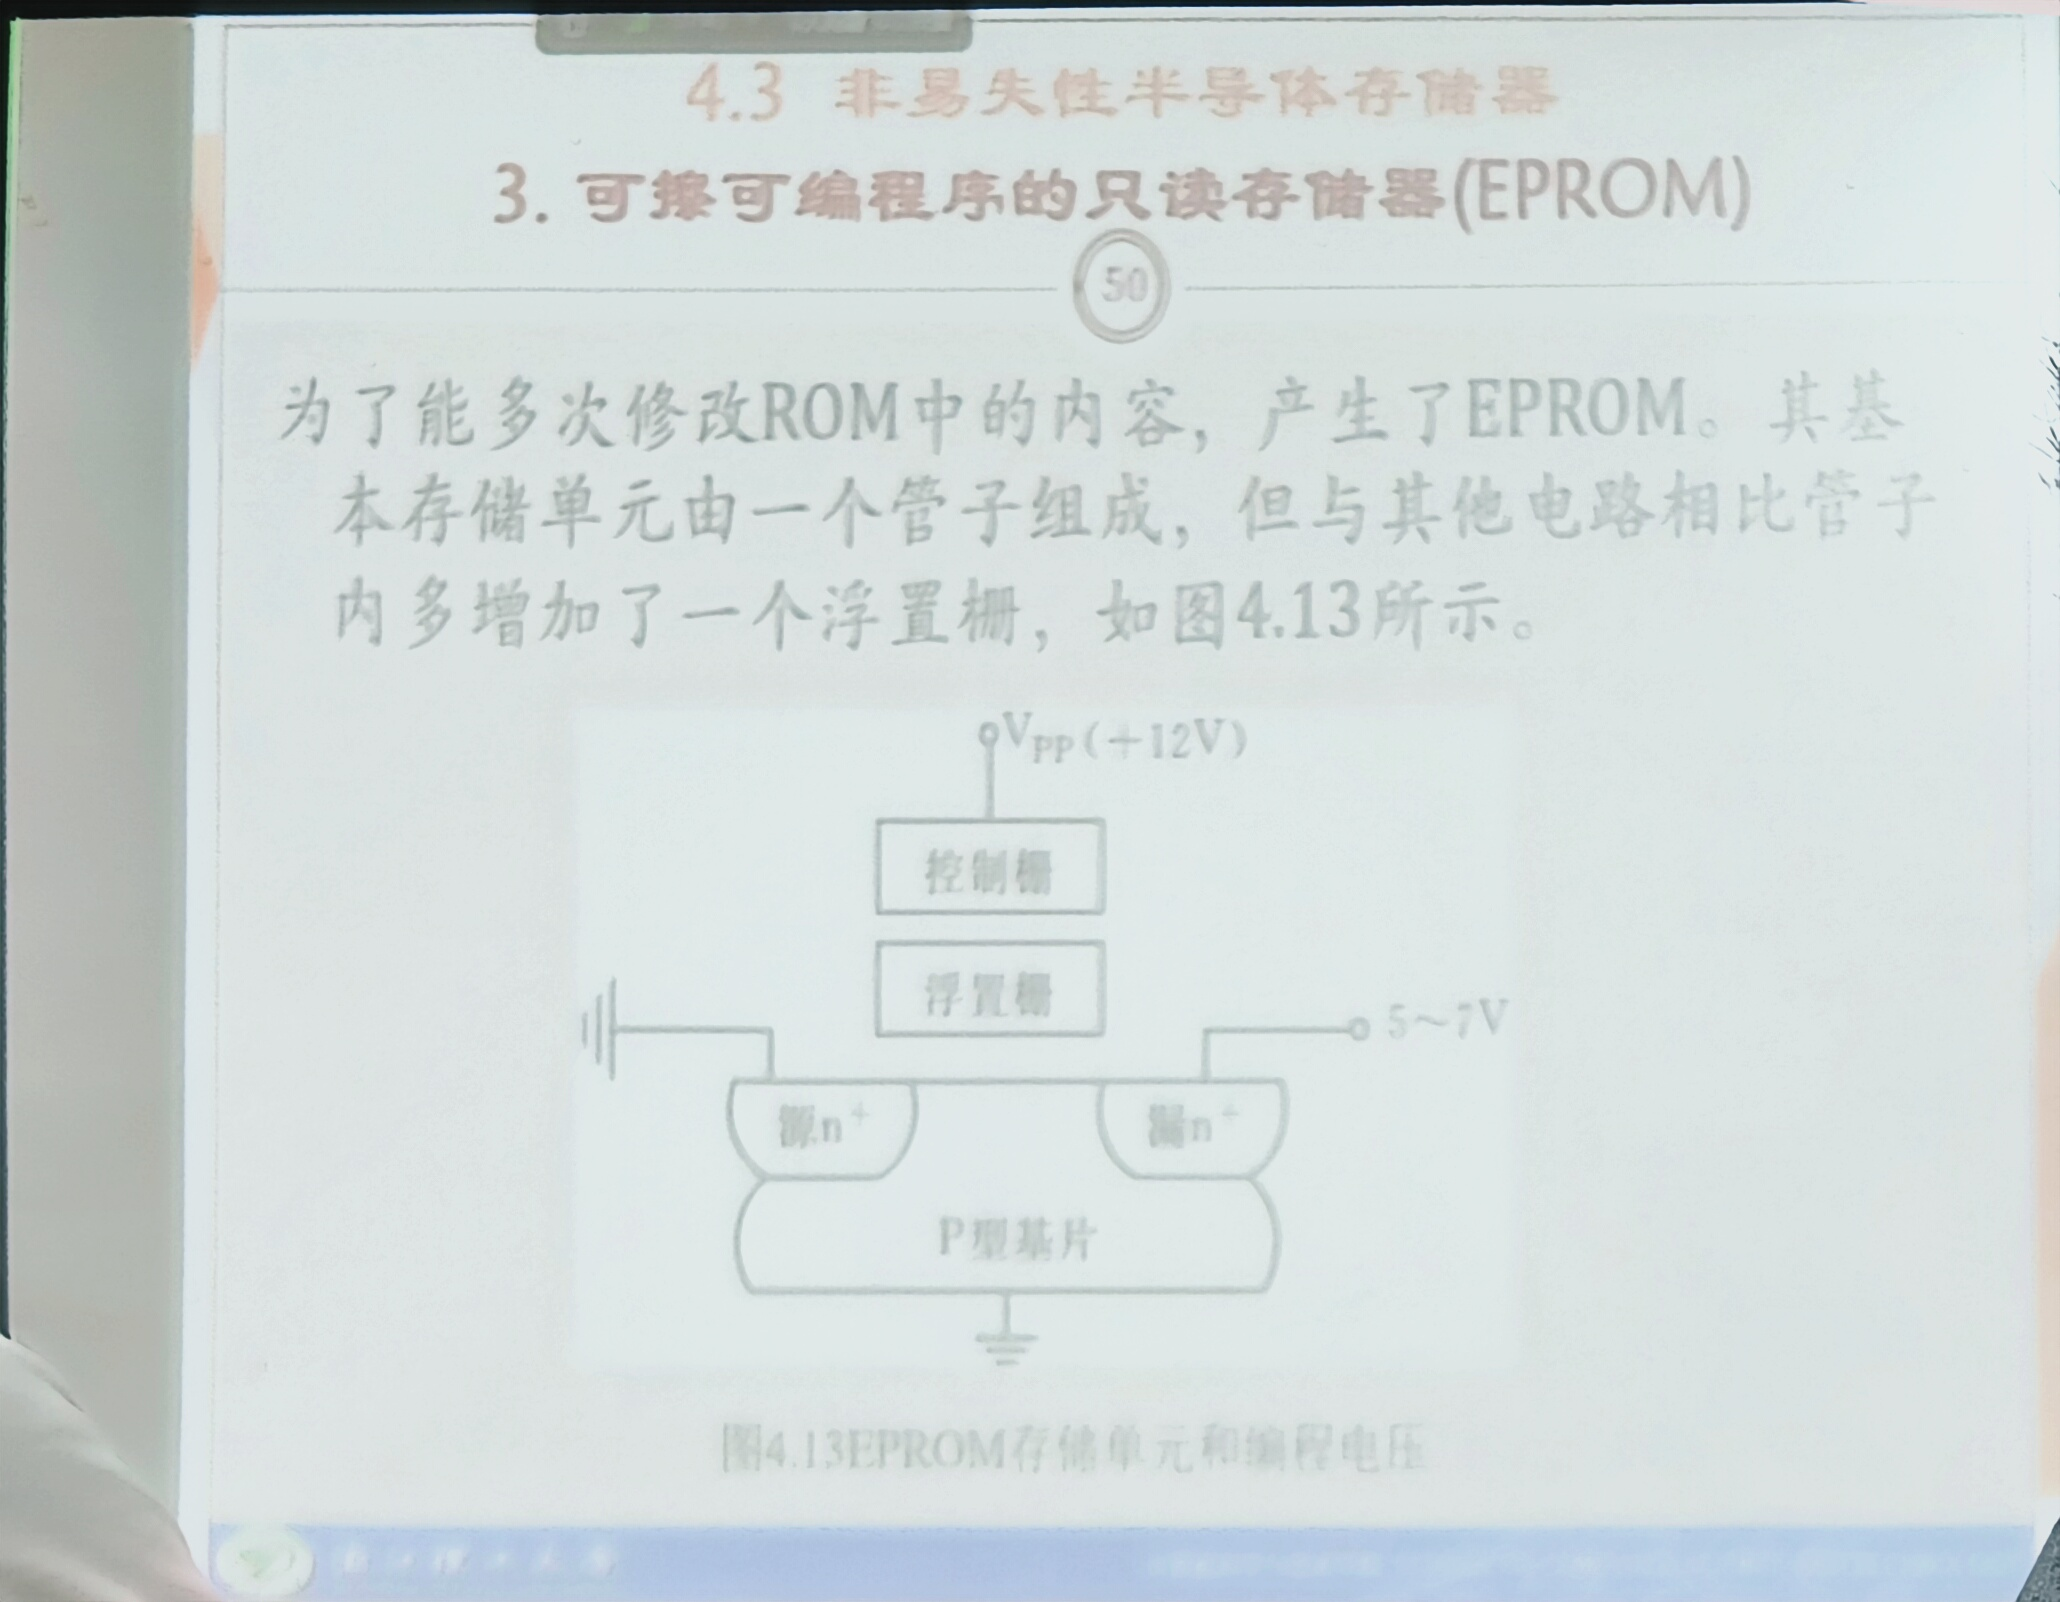 4.3 非易失性半导体存储器
3. 可擦可编程序的只读存储器(EPROM)
50
为了能多次修改ROM中的内容，产生了EPROM。其基
本存储单元由一个管子组成，但与其他电路相比管子
内多增加了一个浮置栅，如图4.13所示。
VPP(+12V)
控制栅
浮置栅
5～7V
源n+
漏n+
P型基片
图4.13EPROM存储单元和编程电压